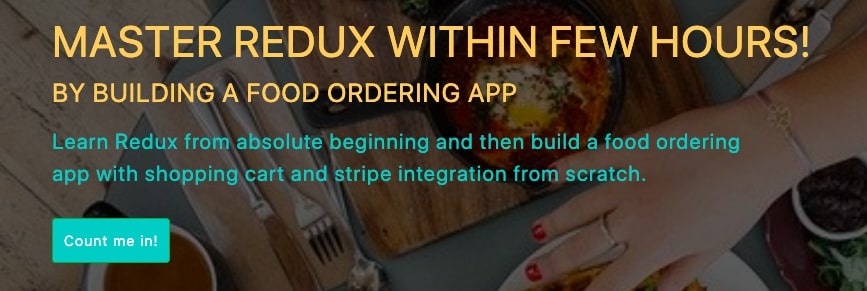 MASTER REDUX WITHIN FEW HOURS!
BY BUILDING A FOOD ORDERING APP
Learn Redux from absolute beginning and then build a food ordering
app with shopping cart and stripe integration from scratch.
Count me in!